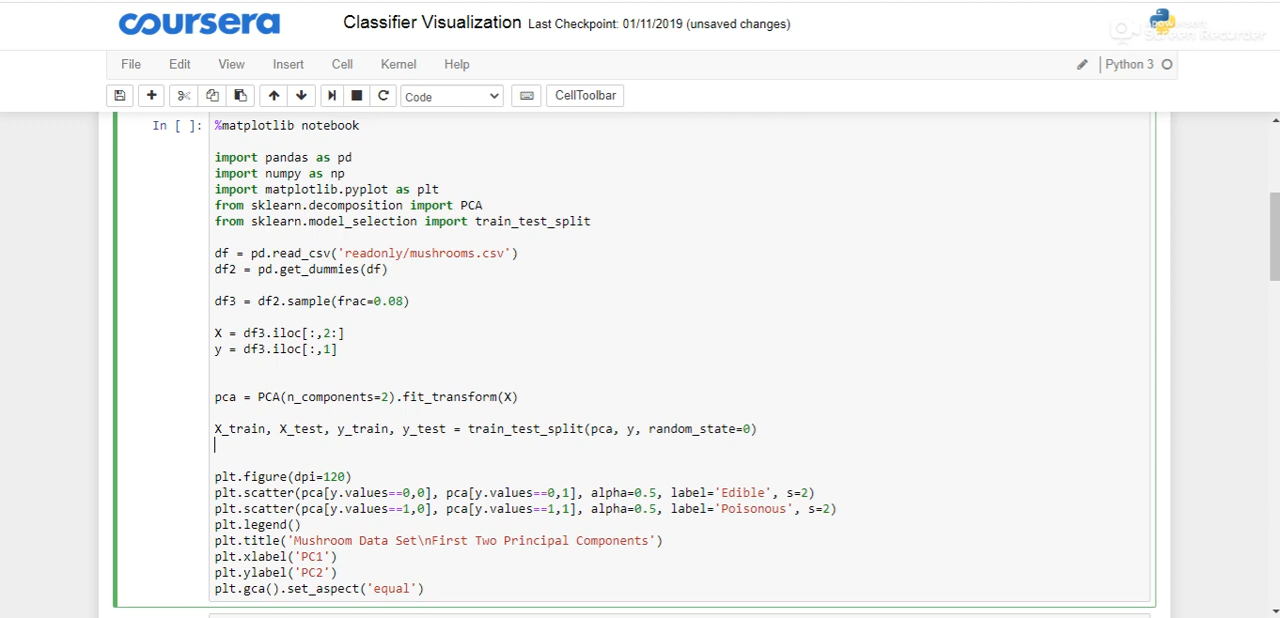 coursera
Classifier Visualization Last Checkpoint: 01/11/2019 (unsaved changes)
Screen Recorder
File Edit View Insert Cell Kernel Help
Python 3
Code
CellToolbar
In [ ]:
%matplotlib notebook
import pandas as pd
import numpy as np
import matplotlib.pyplot as plt
from sklearn.decomposition import PCA
from sklearn.model_selection import train_test_split
df = pd.read_csv('readonly/mushrooms.csv')
df2 = pd.get_dummies(df)
df3 = df2.sample(frac=0.08)
X = df3.iloc[:,2:]
y = df3.iloc[:,1]
pca = PCA(n_components=2).fit_transform(X)
X_train, X_test, y_train, y_test = train_test_split(pca, y, random_state=0)
plt.figure(dpi=120)
plt.scatter(pca[y.values==0,0], pca[y.values==0,1], alpha=0.5, label='Edible', s=2)
plt.scatter(pca[y.values==1,0], pca[y.values==1,1], alpha=0.5, label='Poisonous', s=2)
plt.legend()
plt.title('Mushroom Data Set\nFirst Two Principal Components')
plt.xlabel('PC1')
plt.ylabel('PC2')
plt.gca().set_aspect('equal')